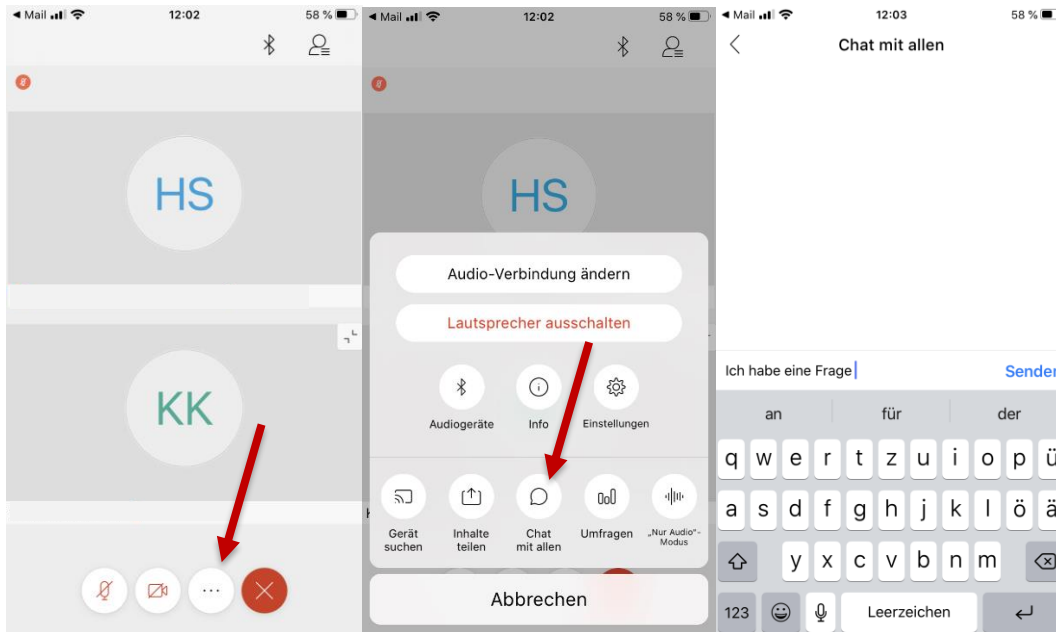 Mail
12:02
58 %
HS
KK
Mail
12:02
58 %
HS
Audio-Verbindung ändern
Lautsprecher ausschalten
Audiogeräte
Info
Einstellungen
Gerät suchen
Inhalte teilen
Chat mit allen
Umfragen
„Nur Audio"-Modus
Abbrechen
Mail
12:03
58 %
Chat mit allen
Ich habe eine Frage
Senden
an für der
q w e r t z u i o p ü
a s d f g h j k l ö ä
y x c v b n m
123
Leerzeichen